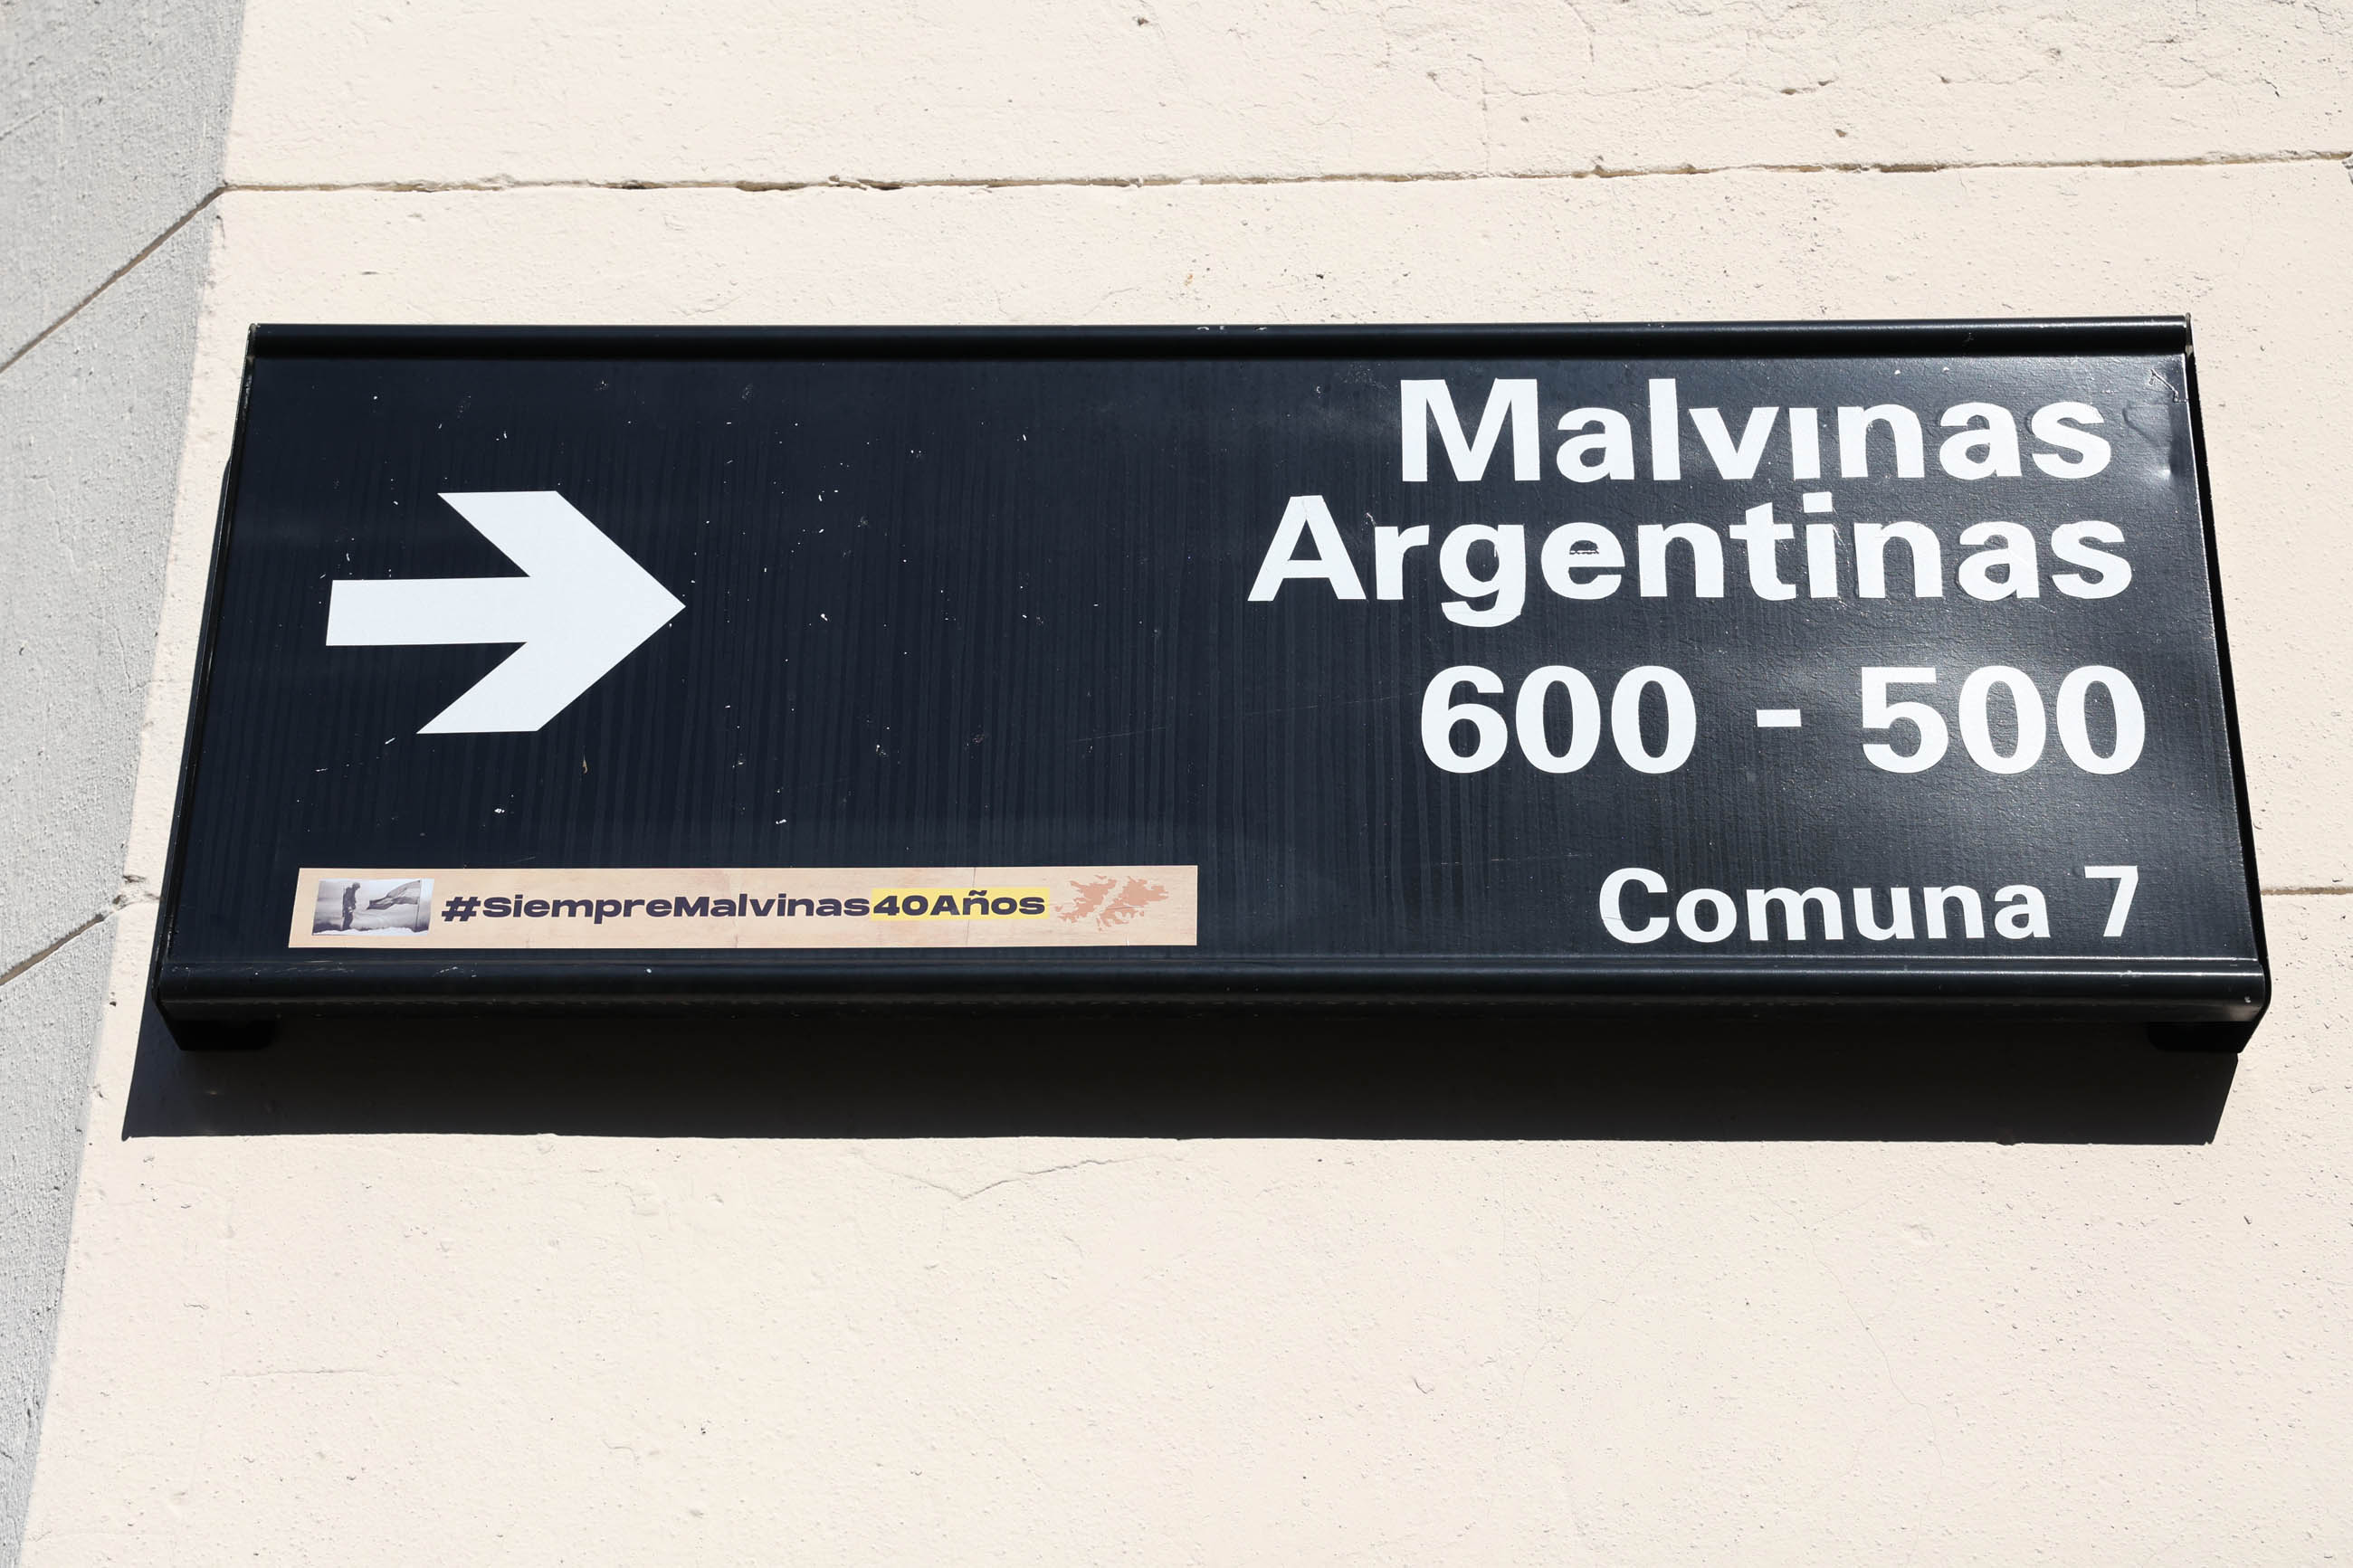 Malvinas
Argentinas
600 - 500
Comuna 7
#SiempreMalvinas40Años